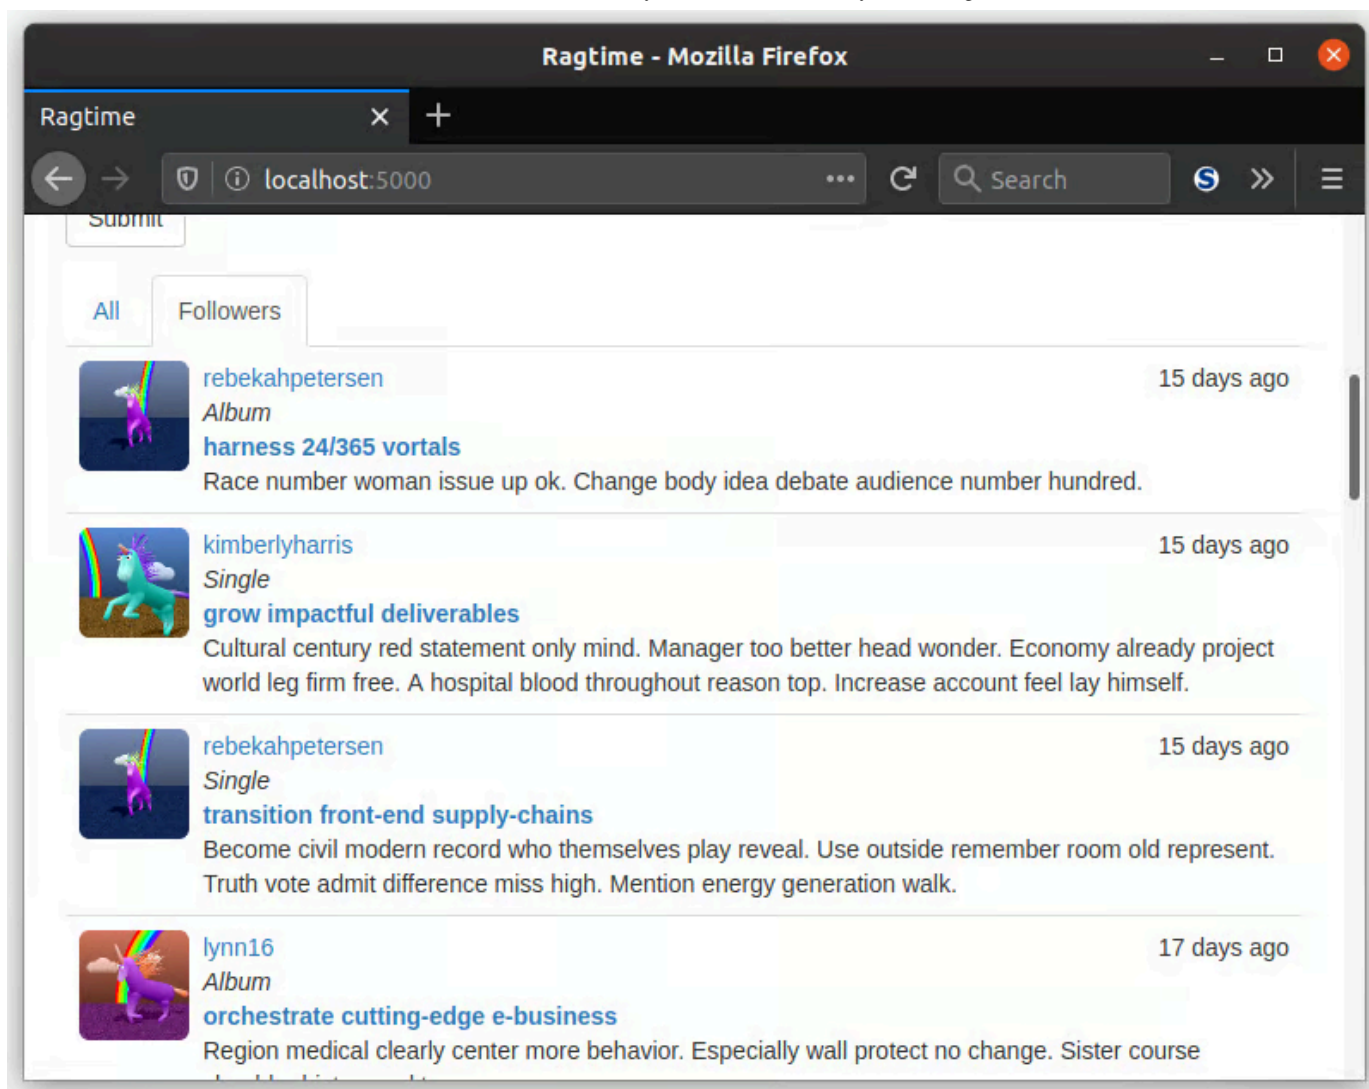 Ragtime - Mozilla Firefox
Ragtime
localhost:5000
Search
Submit
All
Followers
rebekahpetersen
15 days ago
Album
harness 24/365 vortals
Race number woman issue up ok. Change body idea debate audience number hundred.
kimberlyharris
15 days ago
Single
grow impactful deliverables
Cultural century red statement only mind. Manager too better head wonder. Economy already project
world leg firm free. A hospital blood throughout reason top. Increase account feel lay himself.
rebekahpetersen
15 days ago
Single
transition front-end supply-chains
Become civil modern record who themselves play reveal. Use outside remember room old represent.
Truth vote admit difference miss high. Mention energy generation walk.
lynn16
17 days ago
Album
orchestrate cutting-edge e-business
Region medical clearly center more behavior. Especially wall protect no change. Sister course